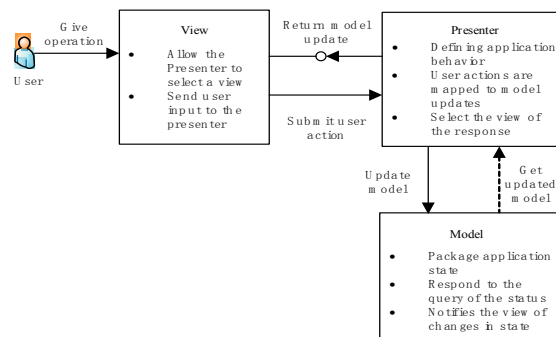 Give
operation
User
View
• Allow the
Presenter to
select a view
• Send user
input to the
presenter
Return model
update
Submit user
action
Presenter
• Defining application
behavior
• User actions are
mapped to model
updates
• Select the view of
the response
Update
model
Get
updated
model
Model
• Package application
state
• Respond to the
query of the status
• Notifies the view of
changes in state